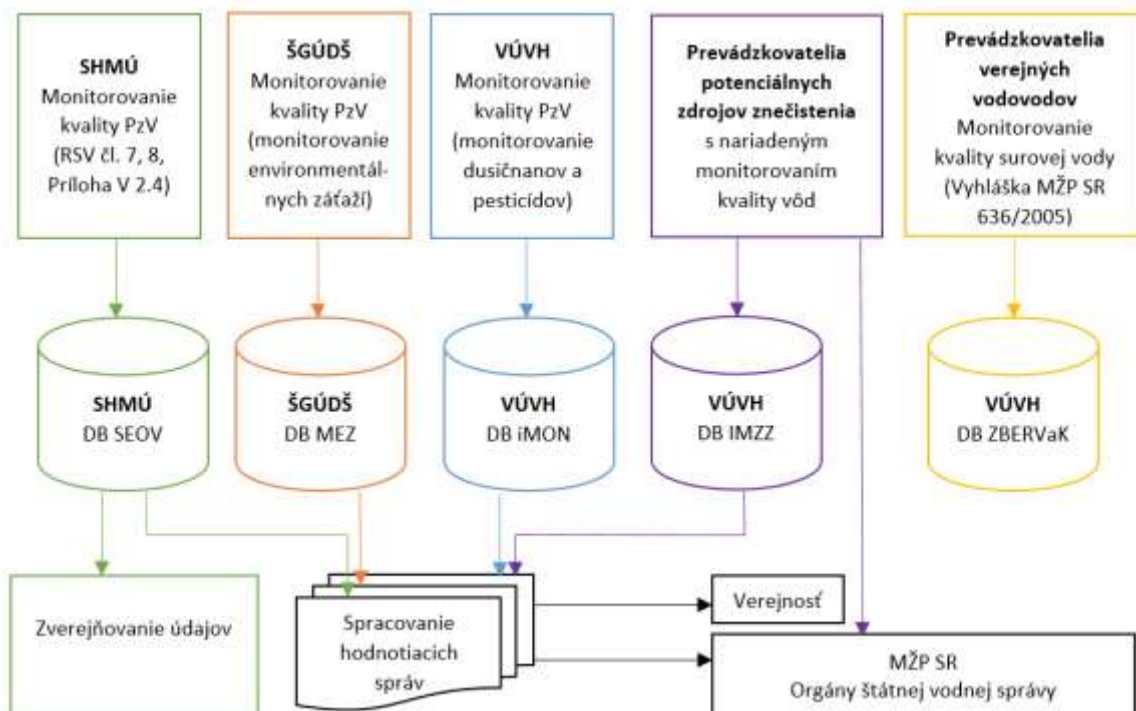 SHMÚ
Monitorovanie
kvality PzV
(RSV čl. 7, 8,
Príloha V 2.4)
ŠGÚDŠ
Monitorovanie
kvality PzV
(monitorovanie
environmentál-
nych záťaží)
VÚVH
Monitorovanie
kvality PzV
(monitorovanie
dusičnanov a
pesticídov)
Prevádzkovatelia
potenciálnych
zdrojov znečistenia
s nariadeným
monitorovaním
kvality vôd
Prevádzkovatelia
verejných
vodovodov
Monitorovanie
kvality surovej vody
(Vyhláška MŽP SR
636/2005)
SHMÚ
DB SEOV
ŠGÚDŠ
DB MEZ
VÚVH
DB iMON
VÚVH
DB IMZZ
VÚVH
DB ZBERVaK
Zverejňovanie údajov
Spracovanie
hodnotiacich
správ
Verejnosť
MŽP SR
Orgány štátnej vodnej správy